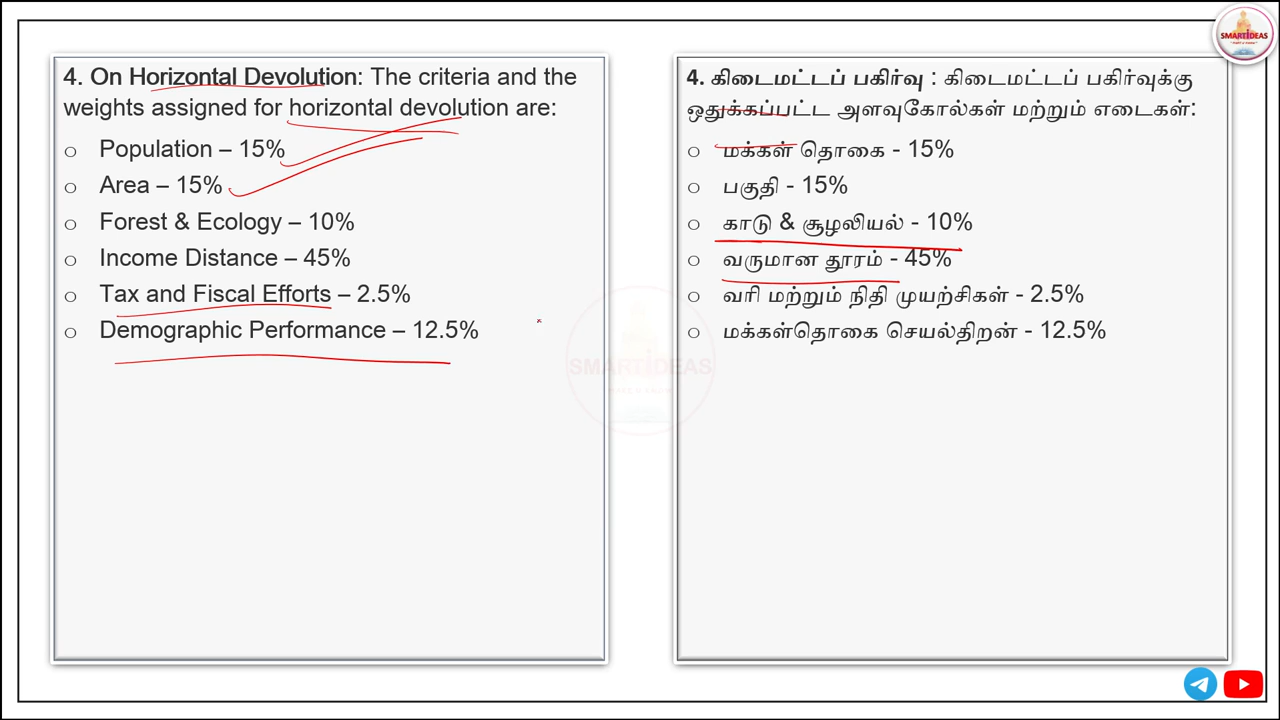 4. On Horizontal Devolution: The criteria and the
weights assigned for horizontal devolution are:
o Population – 15%
o Area – 15%
o Forest & Ecology – 10%
o Income Distance – 45%
o Tax and Fiscal Efforts – 2.5%
o Demographic Performance – 12.5%
4. கிடைமட்டப் பகிர்வு : கிடைமட்டப் பகிர்வுக்கு
ஒதுக்கப்பட்ட அளவுகோல்கள் மற்றும் எடைகள்:
o மக்கள் தொகை - 15%
o பகுதி - 15%
o காடு & சூழலியல் - 10%
o வருமான தூரம் - 45%
o வரி மற்றும் நிதி முயற்சிகள் - 2.5%
o மக்கள்தொகை செயல்திறன் - 12.5%
SMARTIDEAS
SMARTIDEAS